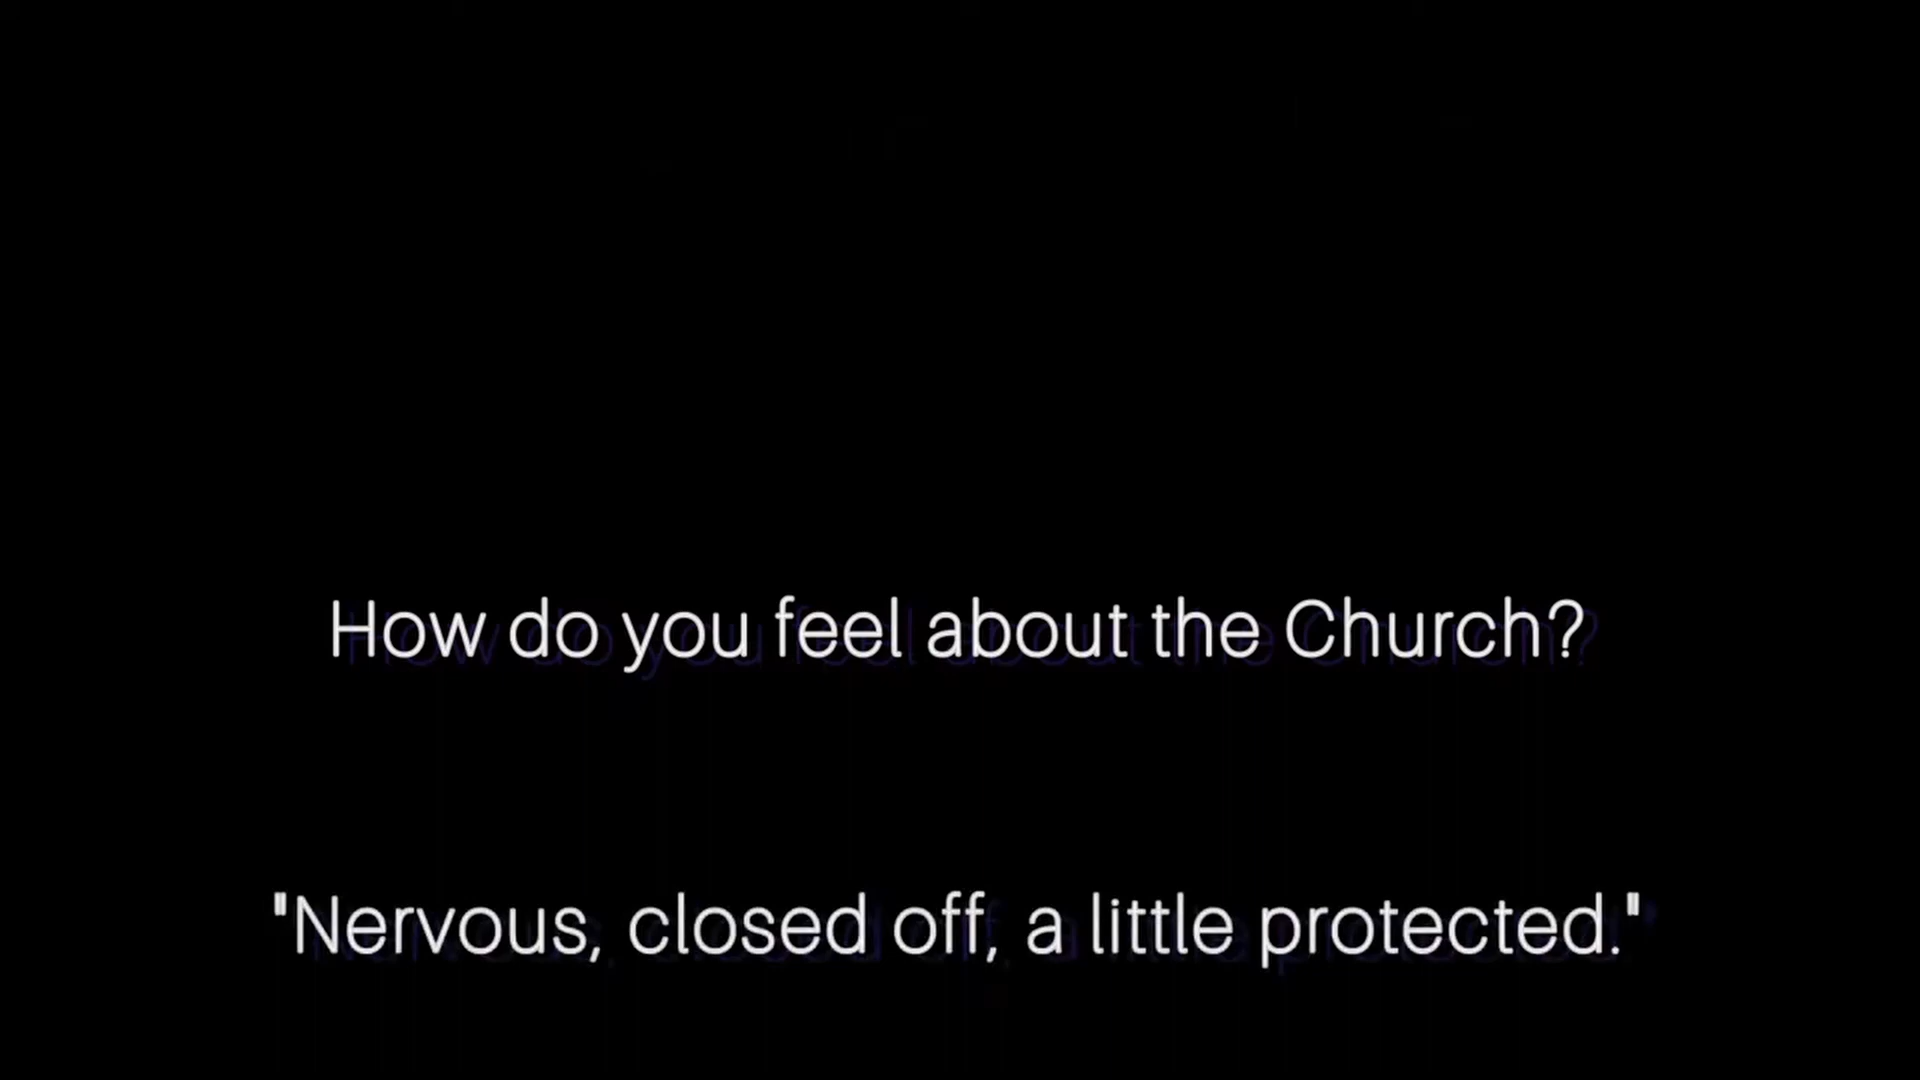 How do you feel about the Church?
"Nervous, closed off, a little protected."